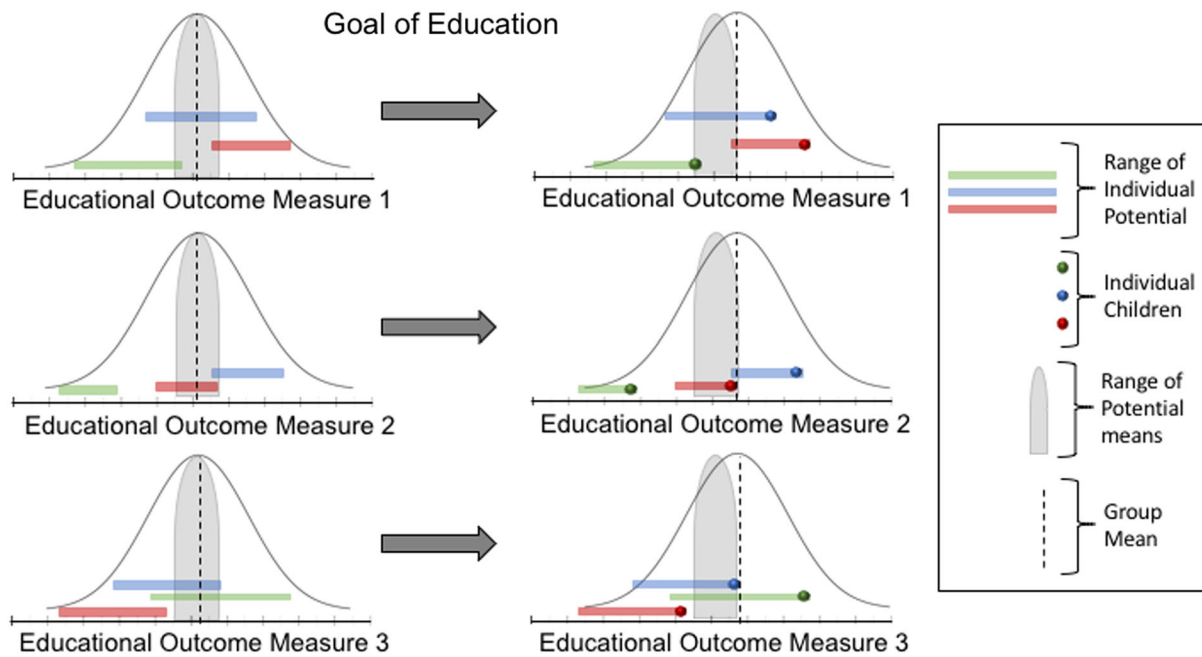 Goal of Education
Educational Outcome Measure 1
Educational Outcome Measure 1
Educational Outcome Measure 2
Educational Outcome Measure 2
Educational Outcome Measure 3
Educational Outcome Measure 3
Range of
Individual
Potential
Individual
Children
Range of
Potential
means
Group
Mean